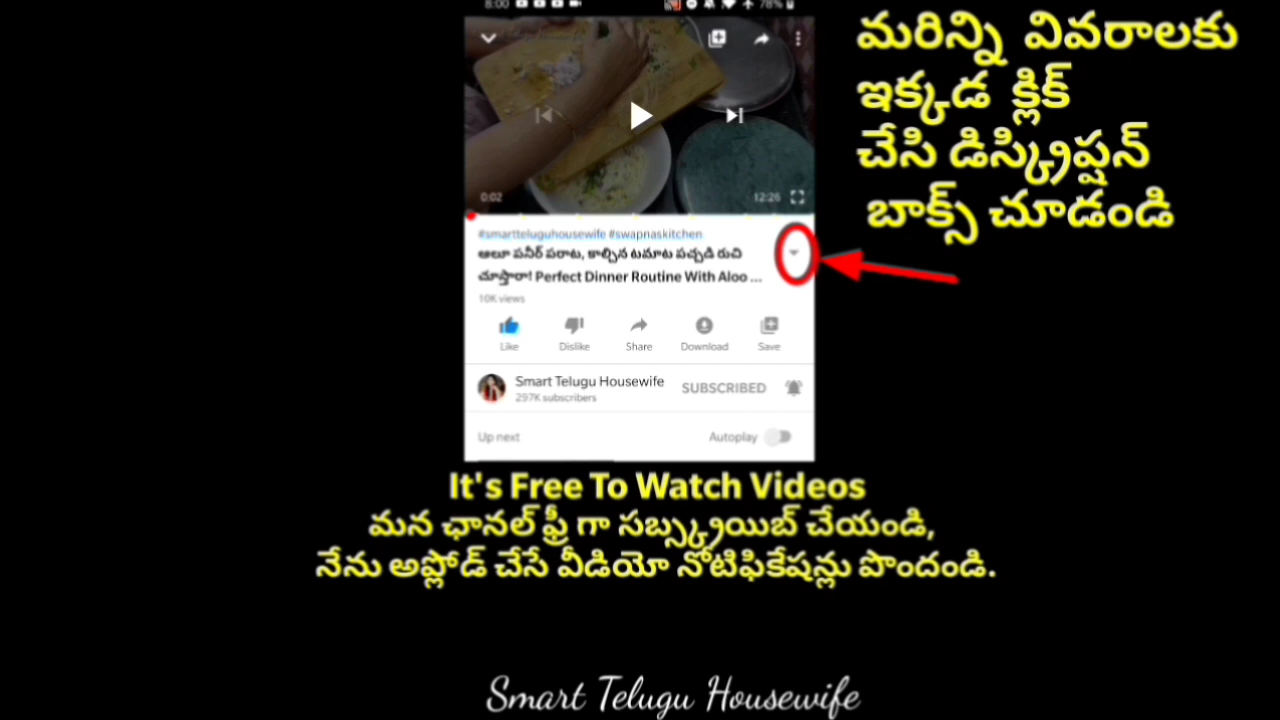 8:00
78%
మరిన్ని వివరాలకు
ఇక్కడ క్లిక్
చేసి డిస్క్రిప్షన్
బాక్స్ చూడండి
0:02
12:26
#smartteluguhousewife #swapnaskitchen
ఆలూ పనీర్ పరాట, కాల్చిన టమాట పచ్చడి రుచి
చూస్తారా! Perfect Dinner Routine With Aloo ...
10K views
Like Dislike Share Download Save
Smart Telugu Housewife
297K subscribers
SUBSCRIBED
Up next
Autoplay
It's Free To Watch Videos
మన ఛానల్ ఫ్రీ గా సబ్స్క్రయిబ్ చేయండి,
నేను అప్లోడ్ చేసే వీడియో నోటిఫికేషన్లు పొందండి.
Smart Telugu Housewife